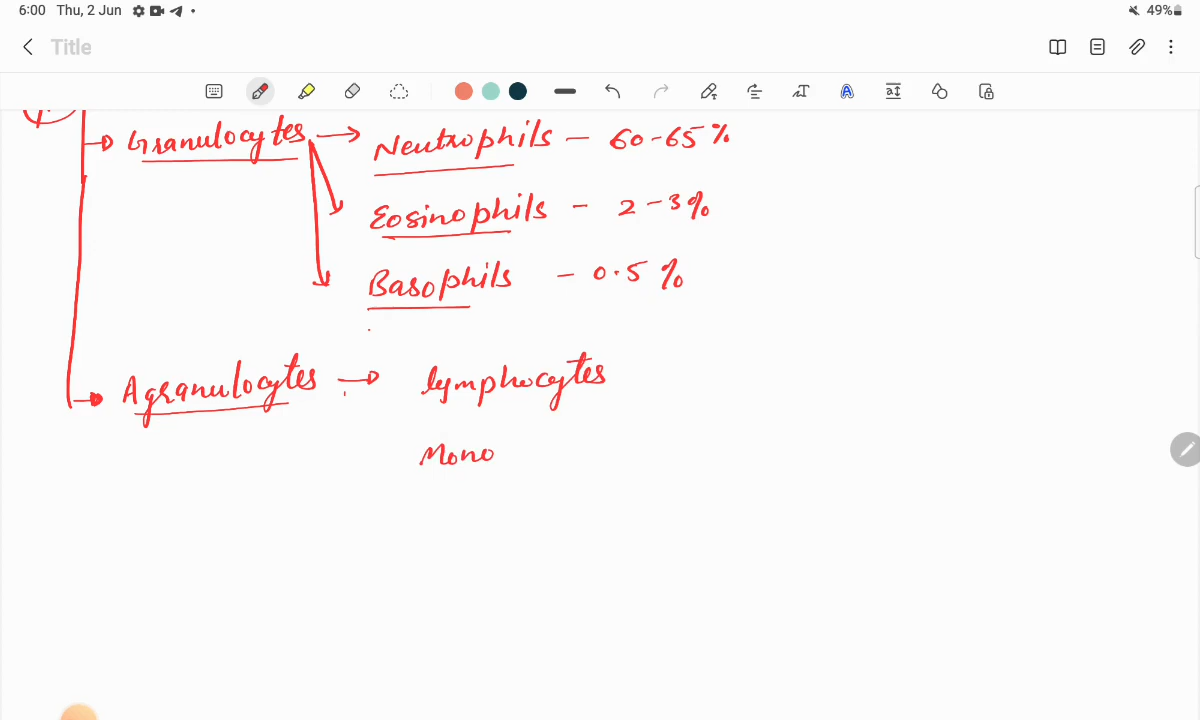 6:00 Thu, 2 Jun 49%
Title
Granulocytes → Neutrophils – 60-65%
Eosinophils – 2-3%
Basophils – 0.5%
Agranulocytes → lymphocytes
Mono